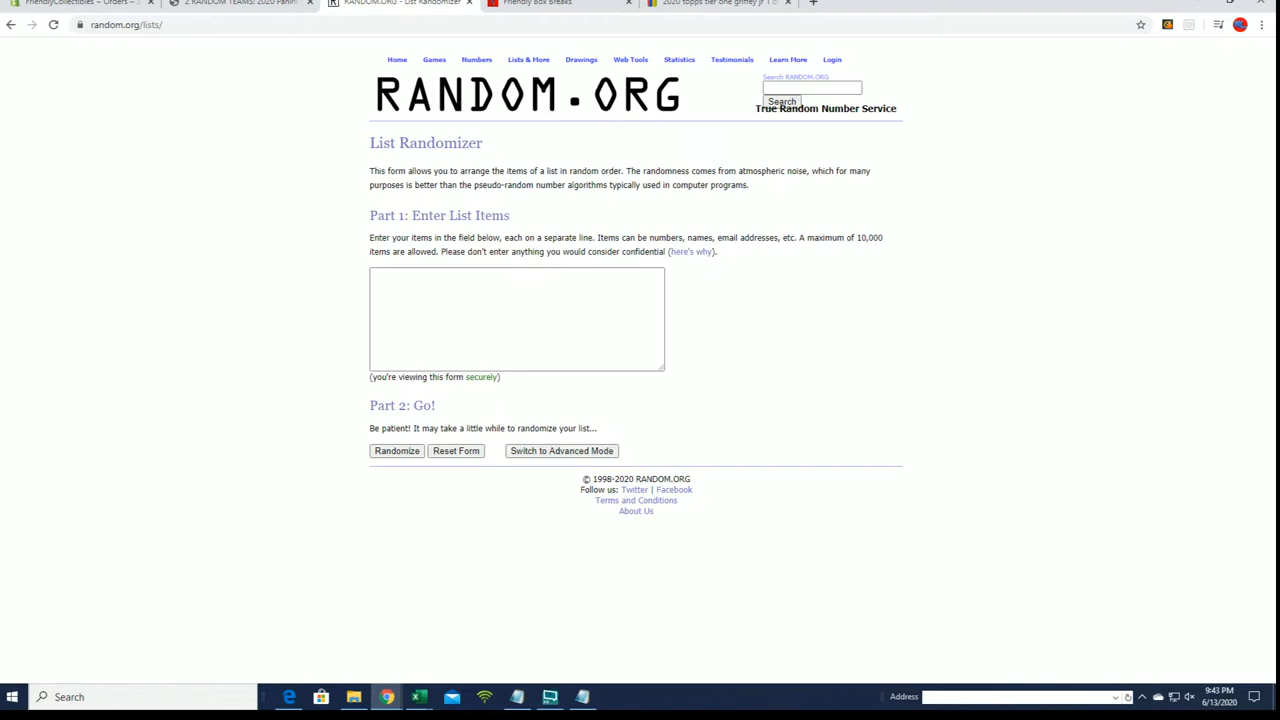 FriendlyCollectibles ~ Orders ~
2 RANDOM TEAMS: 2020 Panin
RANDOM.ORG - List Randomizer
Friendly Box Breaks
2020 topps tier one griffey jr 1
random.org/lists/
Home Games Numbers Lists & More Drawings Web Tools Statistics Testimonials Learn More Login
Search RANDOM.ORG
RANDOM.ORG
Search
True Random Number Service
List Randomizer
This form allows you to arrange the items of a list in random order. The randomness comes from atmospheric noise, which for many
purposes is better than the pseudo-random number algorithms typically used in computer programs.
Part 1: Enter List Items
Enter your items in the field below, each on a separate line. Items can be numbers, names, email addresses, etc. A maximum of 10,000
items are allowed. Please don't enter anything you would consider confidential (here's why).
(you're viewing this form securely)
Part 2: Go!
Be patient! It may take a little while to randomize your list...
Randomize Reset Form Switch to Advanced Mode
© 1998-2020 RANDOM.ORG
Follow us: Twitter | Facebook
Terms and Conditions
About Us
Search
Address
9:43 PM
6/13/2020